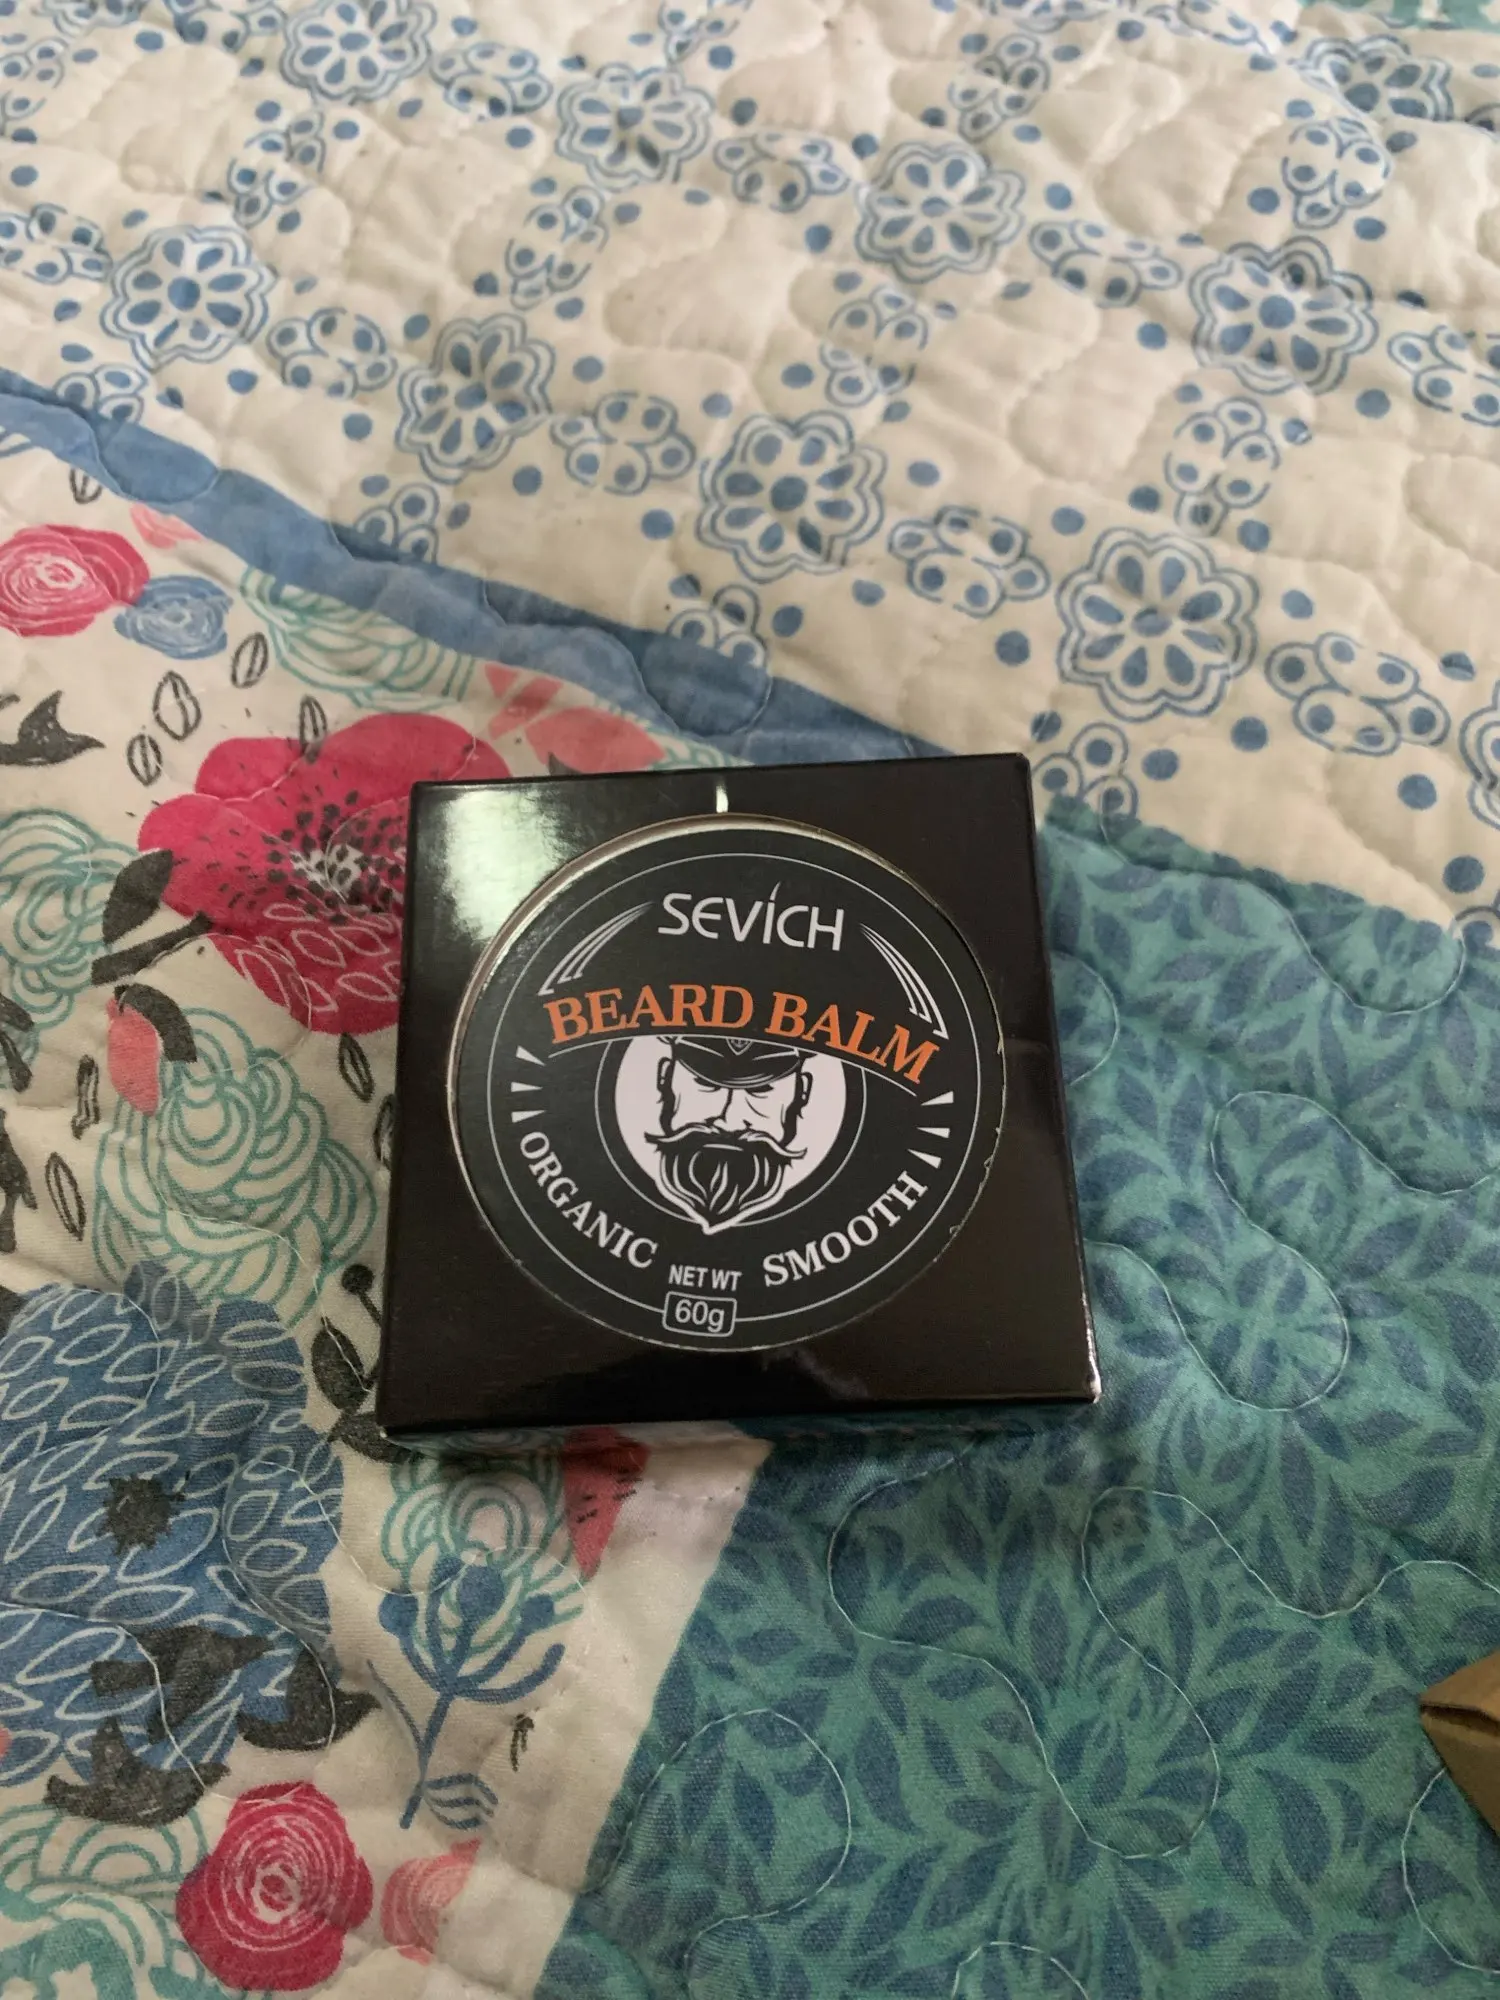 SEVICH
BEARD BALM
ORGANIC
SMOOTH
NET WT
60g